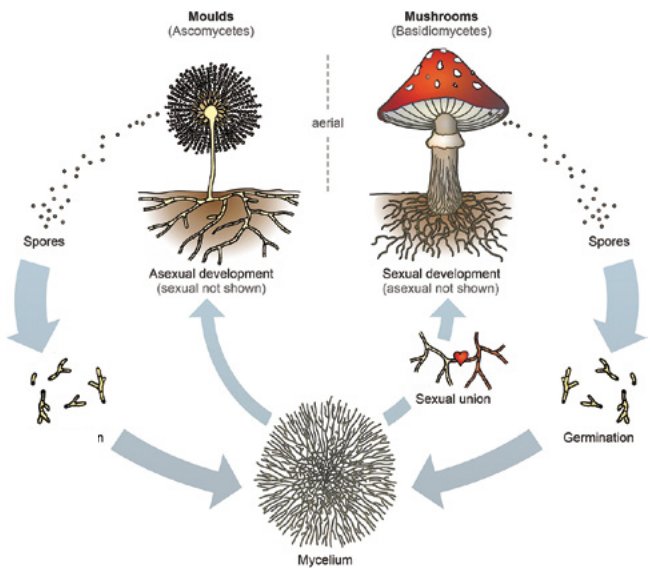 Moulds
(Ascomycetes)
Mushrooms
(Basidiomycetes)
aerial
Spores
Spores
Asexual development
(sexual not shown)
Sexual development
(asexual not shown)
Sexual union
n
Germination
Mycelium